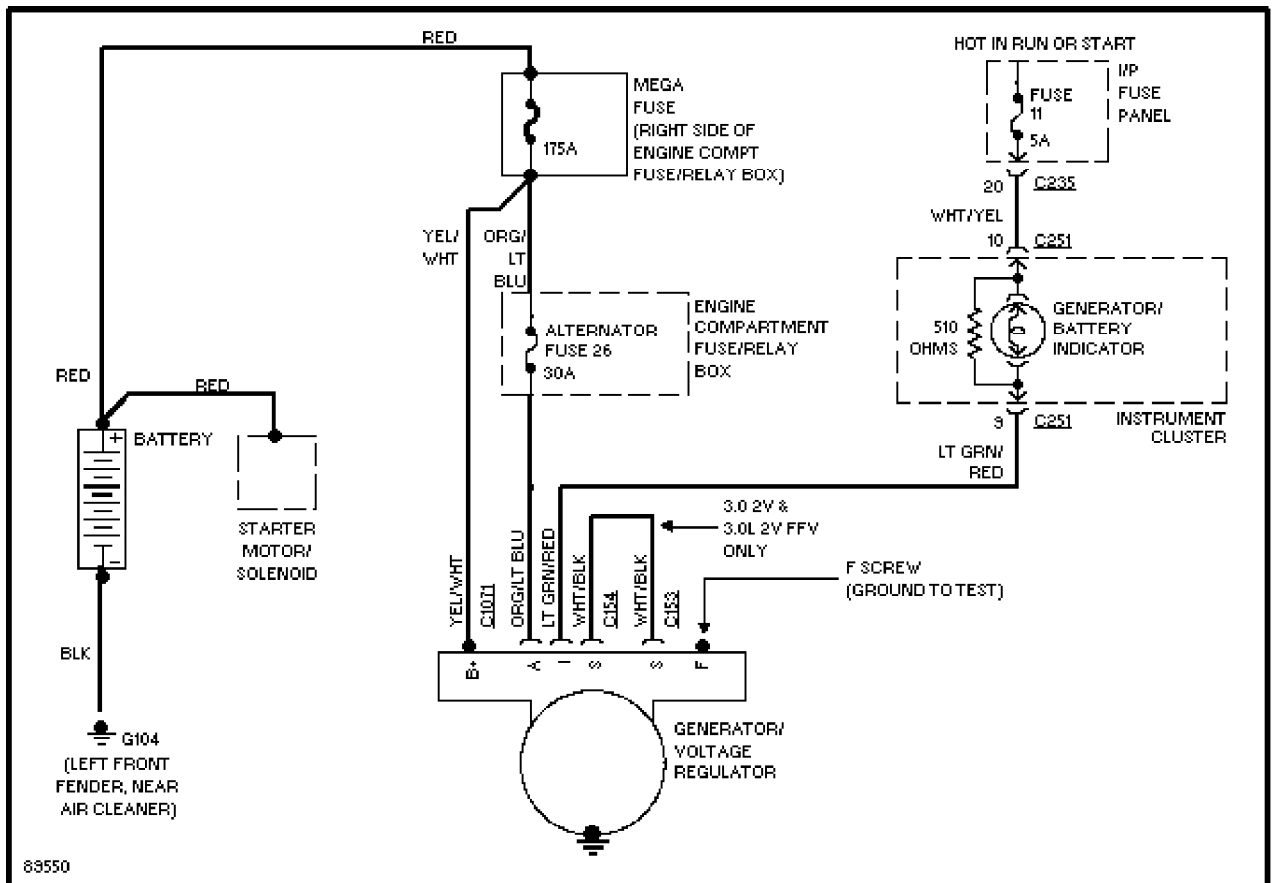 RED
MEGA
FUSE
(RIGHT SIDE OF
ENGINE COMPT
FUSE/RELAY BOX)
175A
HOT IN RUN OR START
I/P
FUSE
PANEL
FUSE
11
5A
20 C235
WHT/YEL
10 C251
YEL/
WHT
ORG/
LT
BLU
ALTERNATOR
FUSE 26
30A
ENGINE
COMPARTMENT
FUSE/RELAY
BOX
510
OHMS
GENERATOR/
BATTERY
INDICATOR
9 C251
INSTRUMENT
CLUSTER
LT GRN/
RED
RED
RED
+
BATTERY
-
STARTER
MOTOR/
SOLENOID
BLK
G104
(LEFT FRONT
FENDER, NEAR
AIR CLEANER)
3.0 2V &
3.0L 2V FFV
ONLY
F SCREW
(GROUND TO TEST)
YEL/WHT
C1071
ORG/LT BLU
LT GRN/RED
WHT/BLK
C154
WHT/BLK
C153
B+
A
I
S
S
F
GENERATOR/
VOLTAGE
REGULATOR
89550